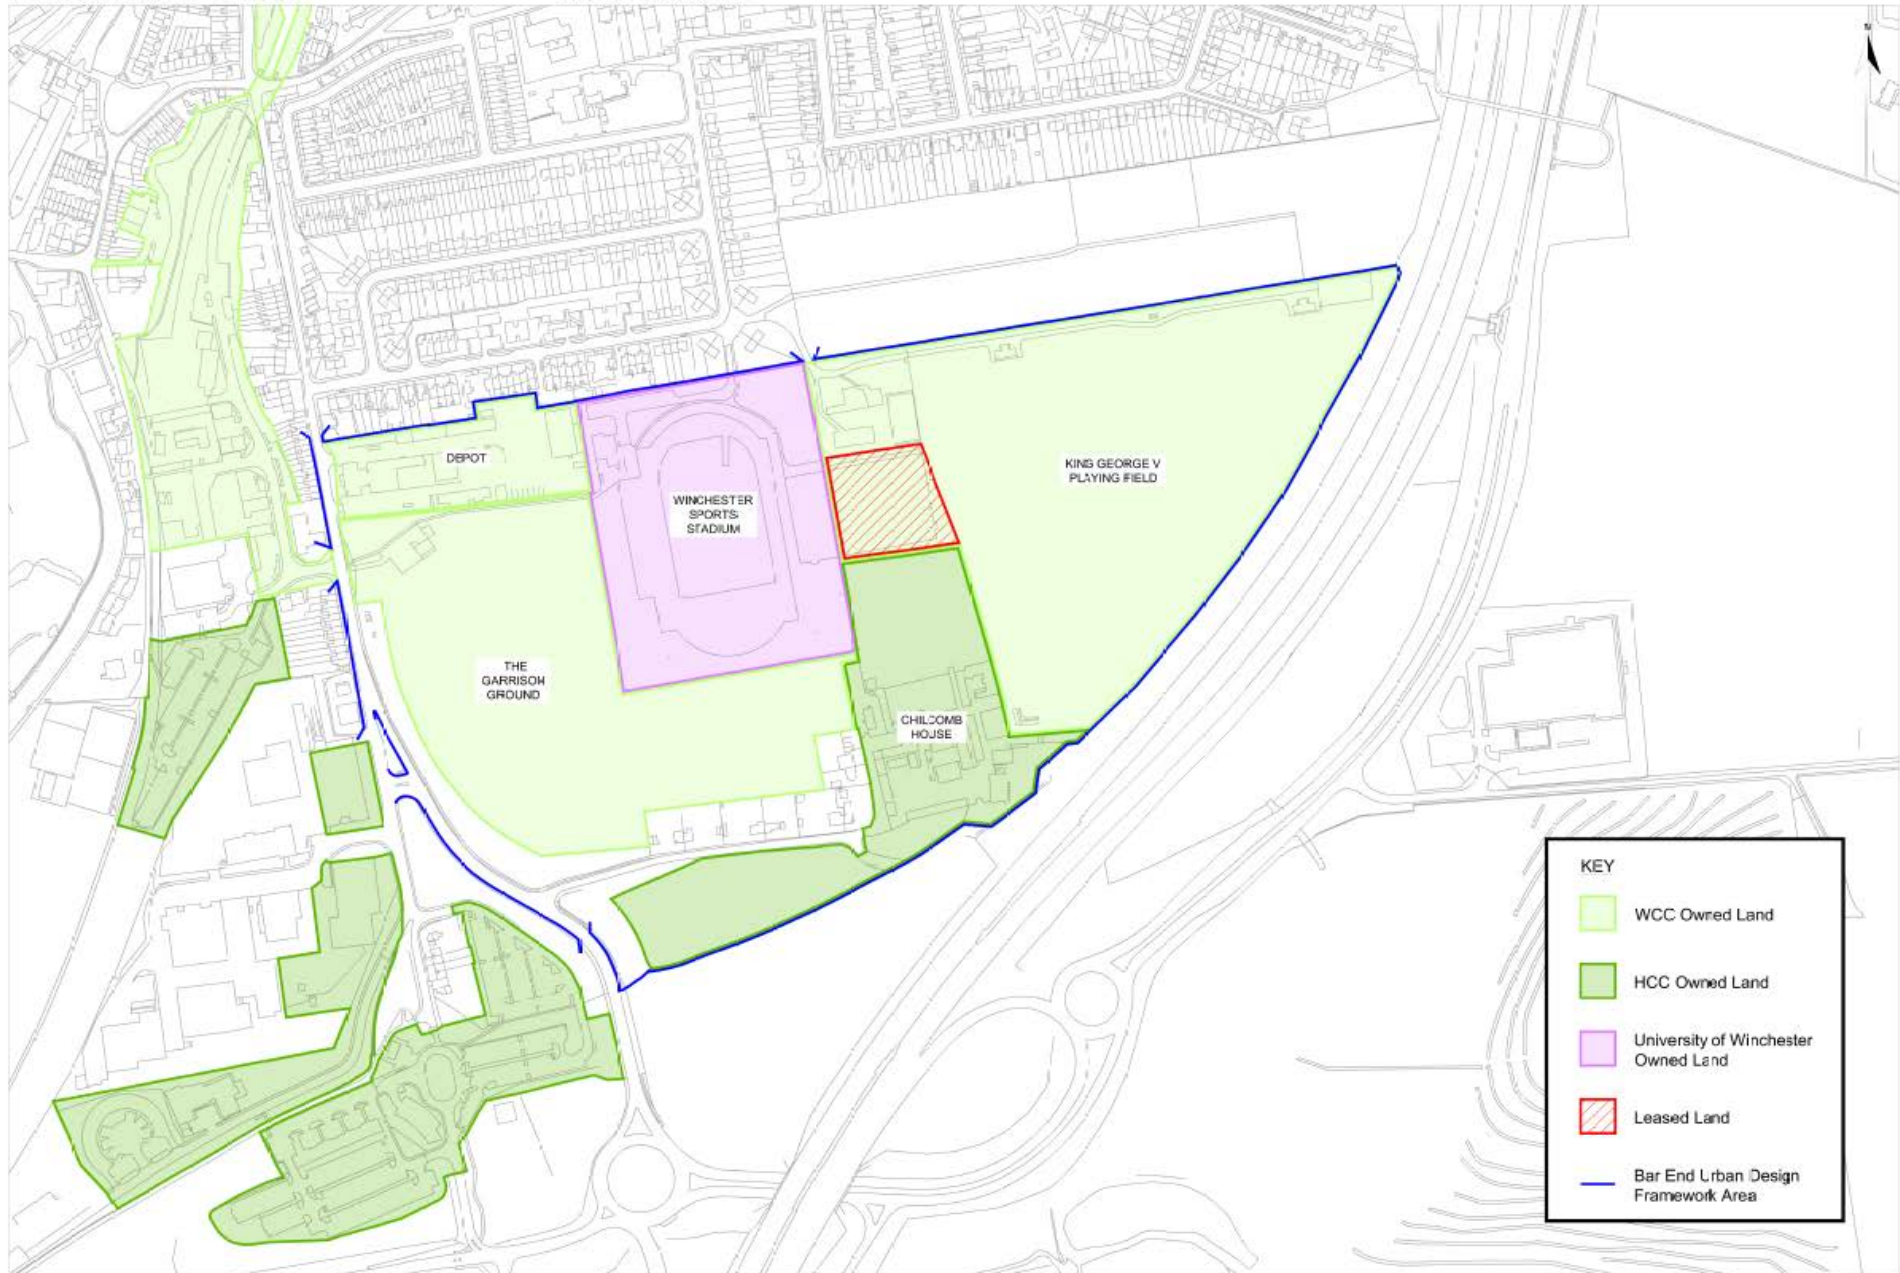 N
DEPOT
WINCHESTER
SPORTS
STADIUM
KING GEORGE V
PLAYING FIELD
THE
GARRISON
GROUND
CHILCOMB
HOUSE
KEY
WCC Owned Land
HCC Owned Land
University of Winchester
Owned Land
Leased Land
Bar End Urban Design
Framework Area